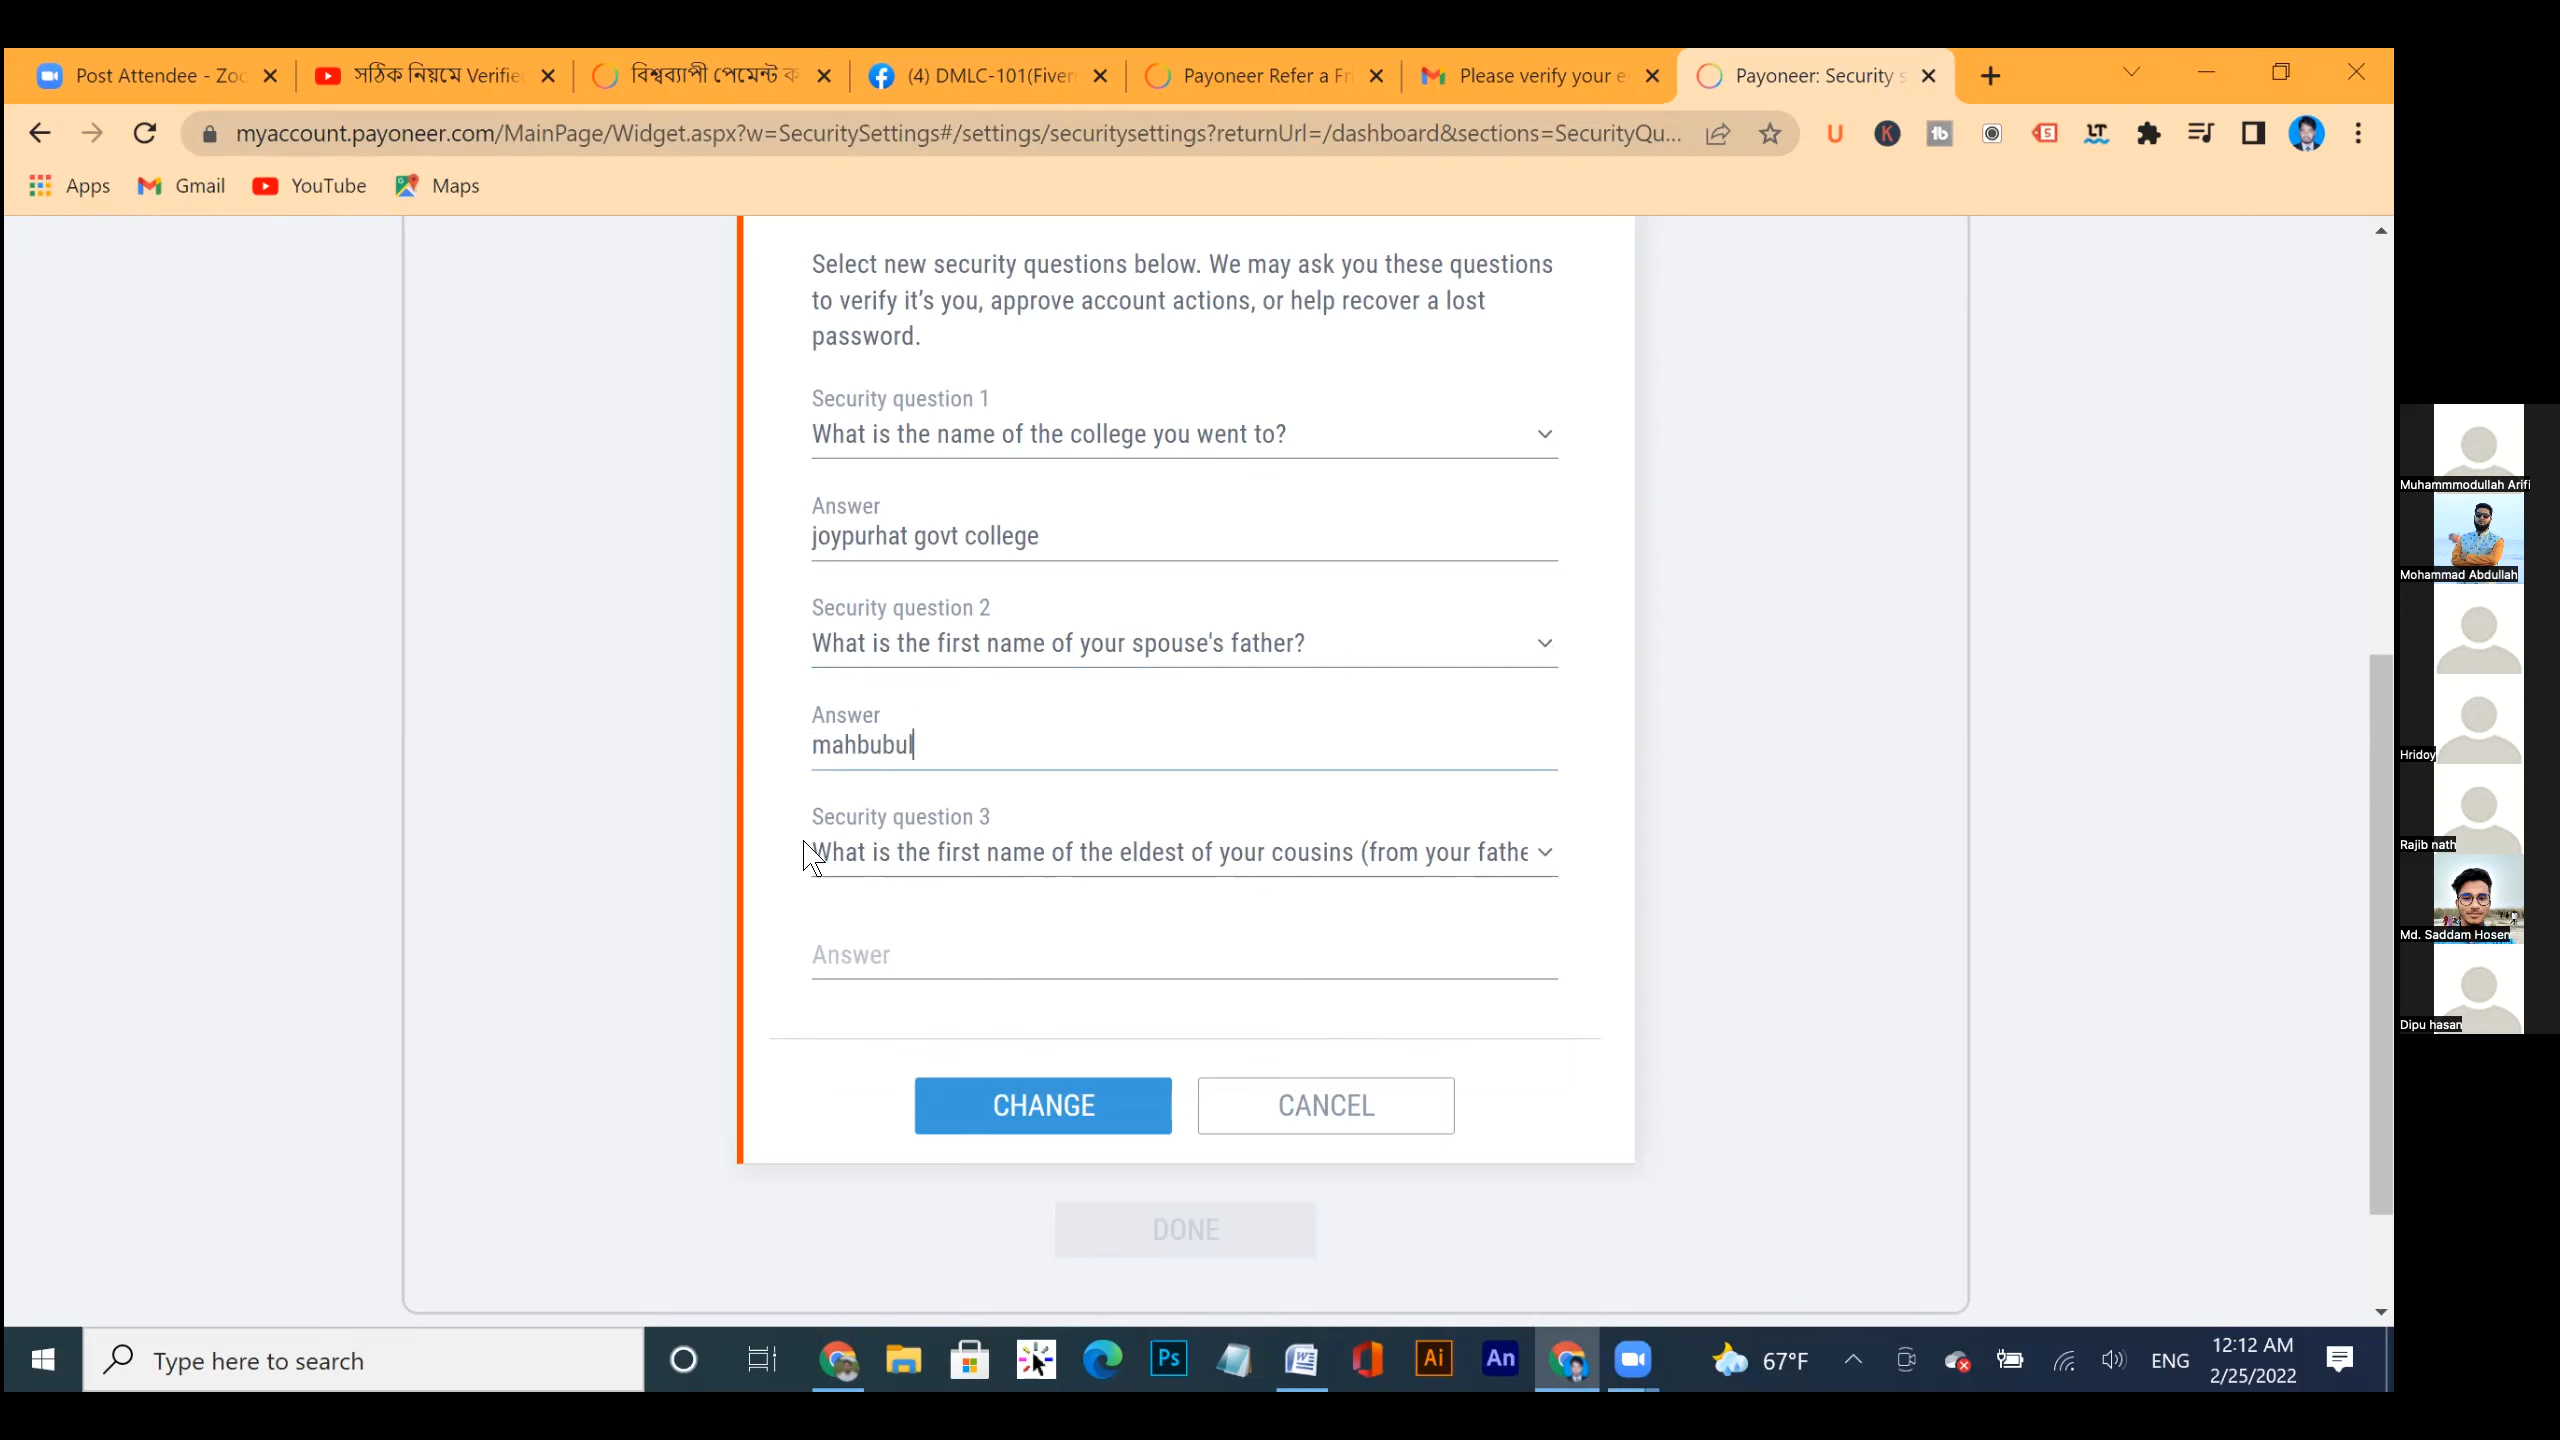 Post Attendee - Zoo
সঠিক নিয়মে Verifie
বিশ্বব্যাপী পেমেন্ট ক
(4) DMLC-101(Fiver
Payoneer Refer a Fri
Please verify your e
Payoneer: Security s
myaccount.payoneer.com/MainPage/Widget.aspx?w=SecuritySettings#/settings/securitysettings?returnUrl=/dashboard&sections=SecurityQu...
Apps
Gmail
YouTube
Maps
Select new security questions below. We may ask you these questions
to verify it's you, approve account actions, or help recover a lost
password.
Security question 1
What is the name of the college you went to?
Answer
joypurhat govt college
Security question 2
What is the first name of your spouse's father?
Answer
mahbubul
Security question 3
What is the first name of the eldest of your cousins (from your fathe
Answer
CHANGE
CANCEL
DONE
Muhammmodullah Arifi
Mohammad Abdullah
Hridoy
Rajib nath
Md. Saddam Hosen
Dipu hasan
Type here to search
Ps
Ai
An
67°F
ENG
12:12 AM
2/25/2022